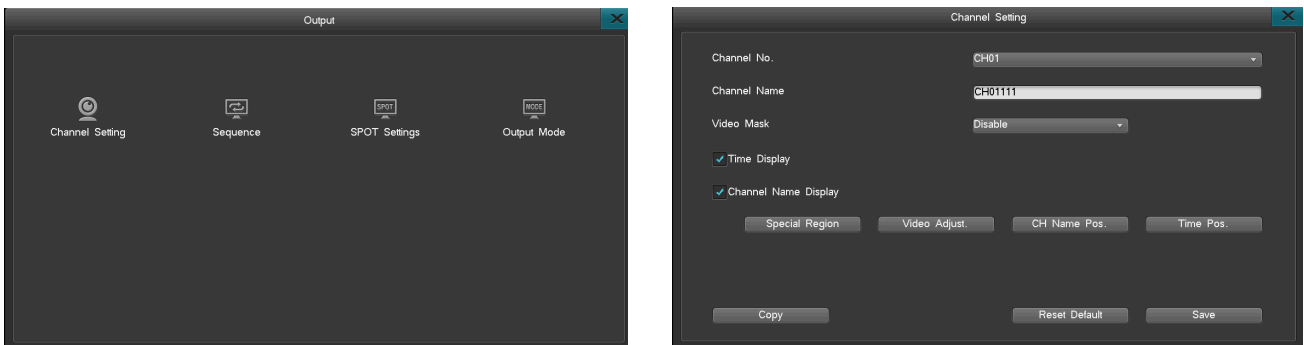 Output
Channel Setting
SPOT
MODE
Sequence
SPOT Settings
Output Mode
Channel Setting
Channel No.
CH01
Channel Name
CH01111
Video Mask
Disable
Time Display
Channel Name Display
Special Region
Video Adjust.
CH Name Pos.
Time Pos.
Copy
Reset Default
Save